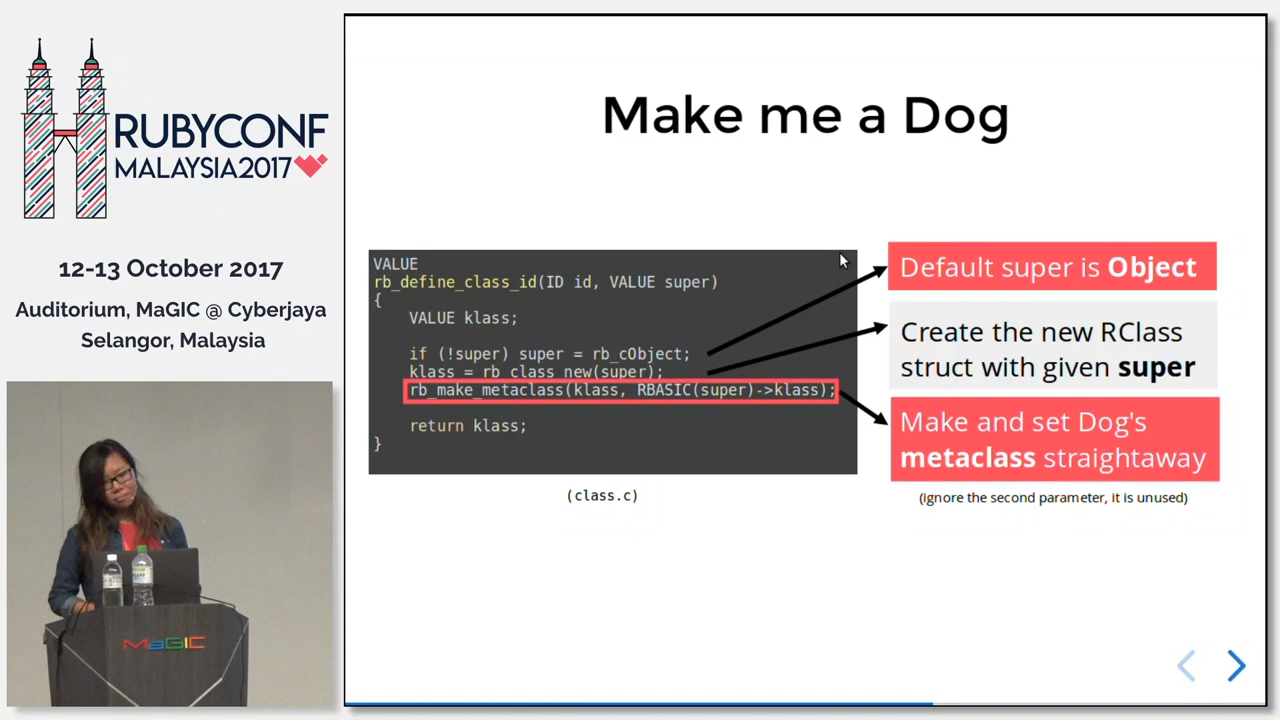 RUBYCONF
MALAYSIA2017
12-13 October 2017
Auditorium, MaGIC @ Cyberjaya
Selangor, Malaysia
MaGIC
Make me a Dog
VALUE
rb_define_class_id(ID id, VALUE super)
{
VALUE klass;
if (!super) super = rb_cObject;
klass = rb_class_new(super);
rb_make_metaclass(klass, RBASIC(super)->klass);
return klass;
}
(class.c)
Default super is Object
Create the new RClass
struct with given super
Make and set Dog's
metaclass straightaway
(ignore the second parameter, it is unused)